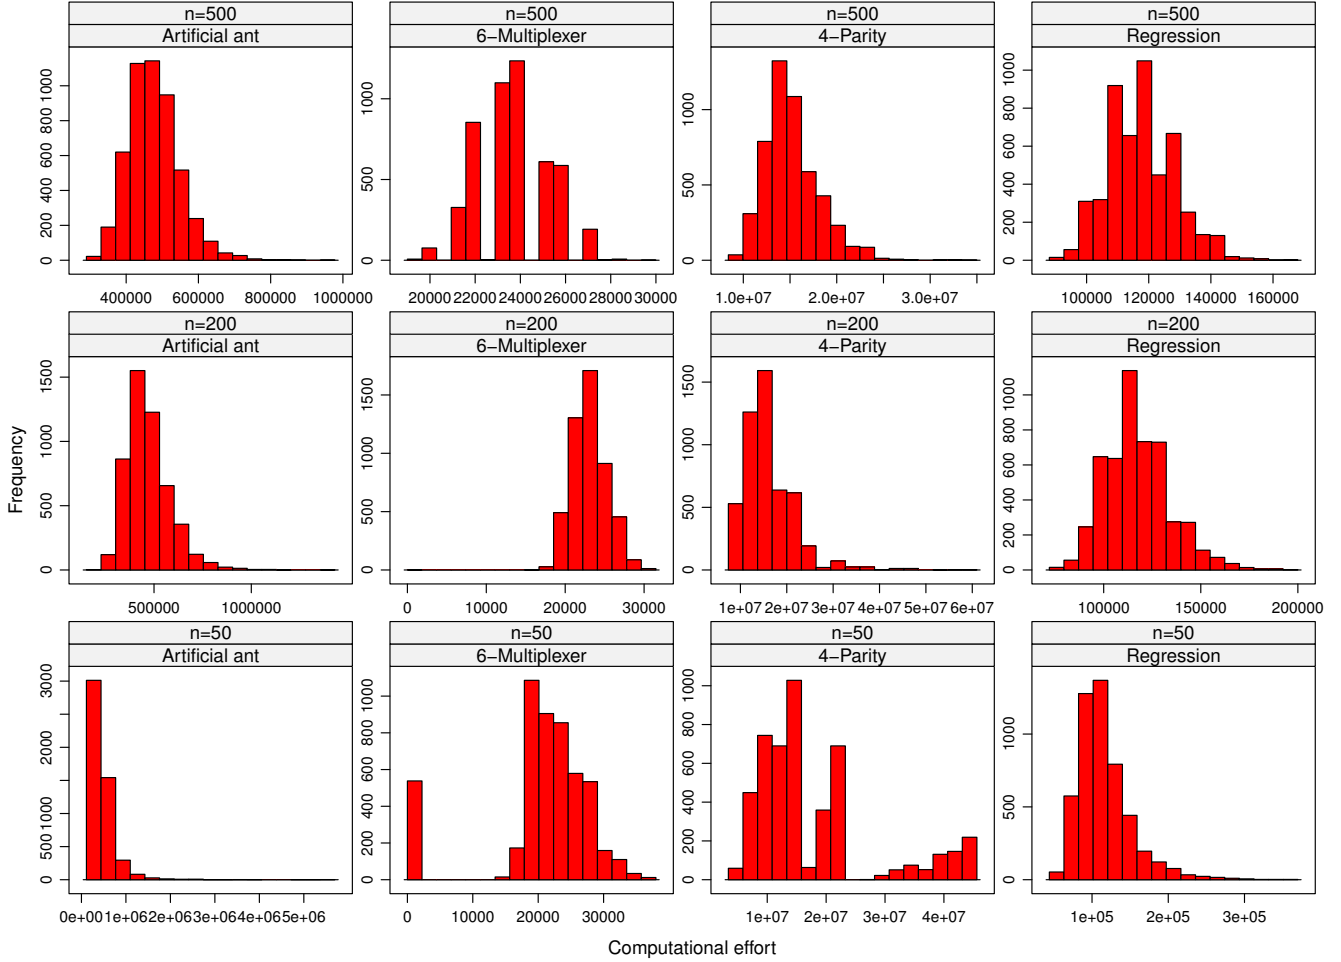 n=500 n=500 n=500 n=500
Artificial ant 6−Multiplexer 4−Parity Regression
0 200 400 600 800 1000
0 500 1000
0 500 1000
0 200 400 600 800 1000
400000 600000 800000 1000000
20000 22000 24000 26000 28000 30000
1.0e+07 2.0e+07 3.0e+07
100000 120000 140000 160000
n=200 n=200 n=200 n=200
Artificial ant 6−Multiplexer 4−Parity Regression
Frequency
0 500 1000 1500
0 500 1000 1500
0 500 1000 1500
0 200 400 600 800 1000
500000 1000000
0 10000 20000 30000
1e+07 2e+07 3e+07 4e+07 5e+07 6e+07
100000 150000 200000
n=50 n=50 n=50 n=50
Artificial ant 6−Multiplexer 4−Parity Regression
0 500 1000 2000 3000
0 200 400 600 800 1000
0 200 400 600 800 1000
0 500 1000
0e+00 1e+06 2e+06 3e+06 4e+06 5e+06
0 10000 20000 30000
1e+07 2e+07 3e+07 4e+07
1e+05 2e+05 3e+05
Computational effort